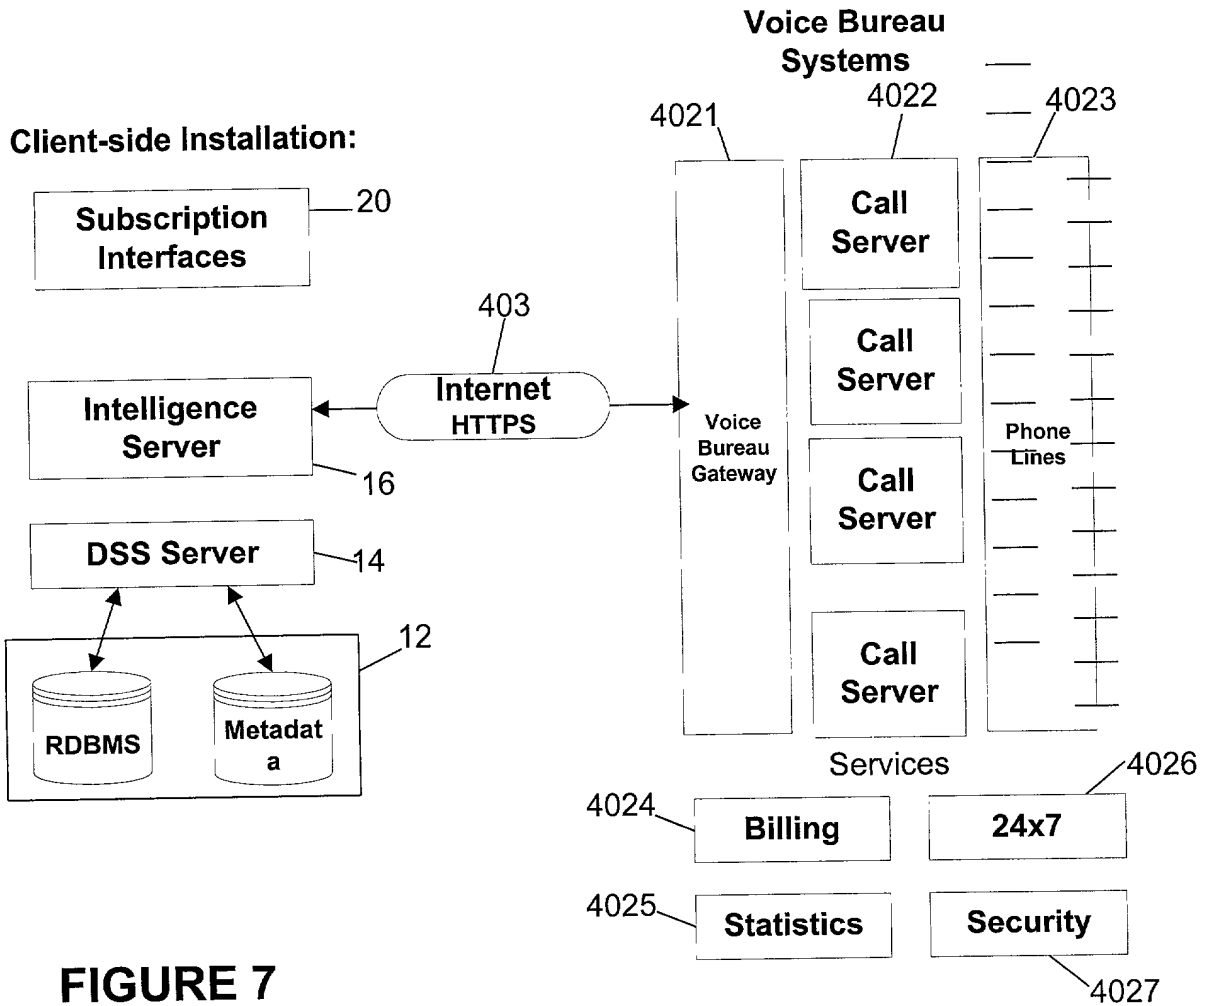 Voice Bureau
Systems
4021
4022
4023
Client-side Installation:
Subscription
Interfaces
20
Call
Server
403
Internet
HTTPS
Call
Server
Intelligence
Server
16
Voice
Bureau
Gateway
Phone
Lines
Call
Server
DSS Server
14
12
Call
Server
RDBMS
Metadat
a
Services
4024
Billing
24x7
4026
4025
Statistics
Security
4027
FIGURE 7